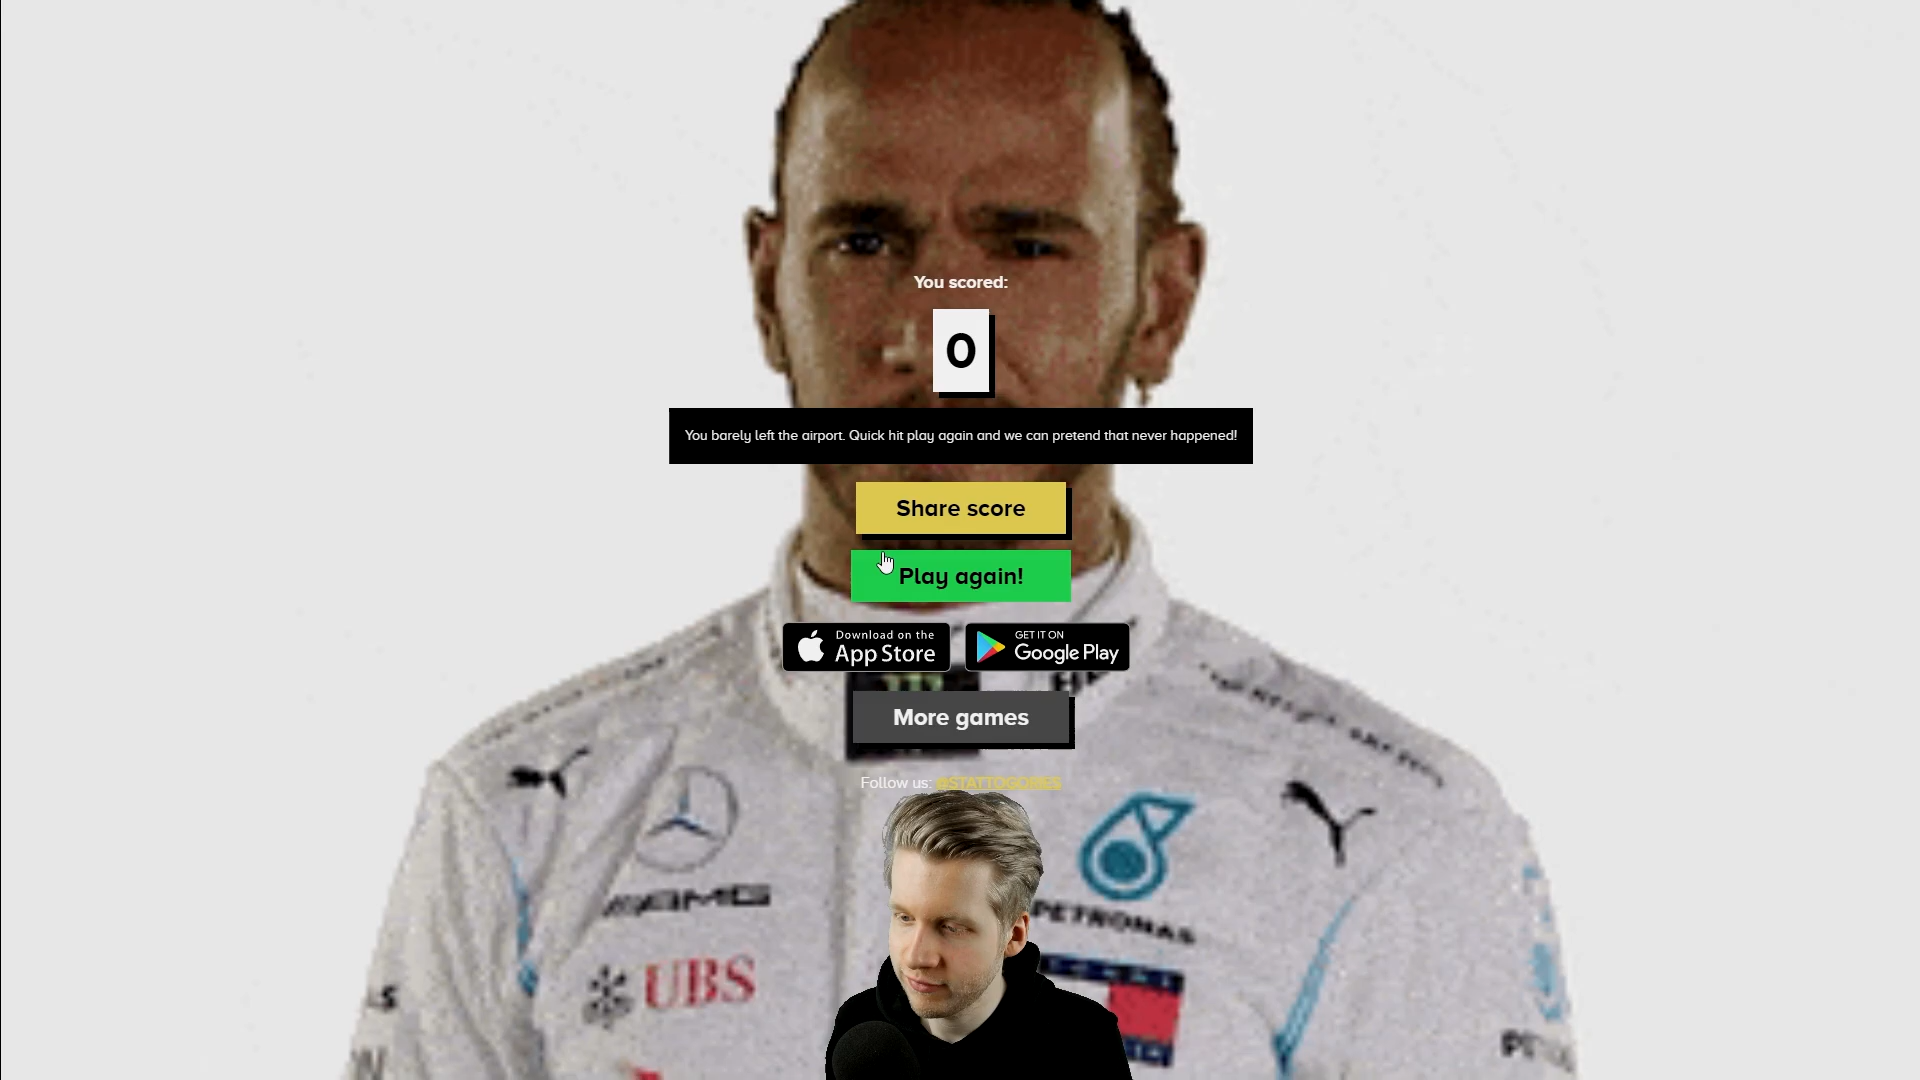 You scored:
0
You barely left the airport. Quick hit play again and we can pretend that never happened!
Share score
Play again!
Download on the
App Store
GET IT ON
Google Play
More games
Follow us: @STATTOGORIES
AMG
PETRONAS
UBS